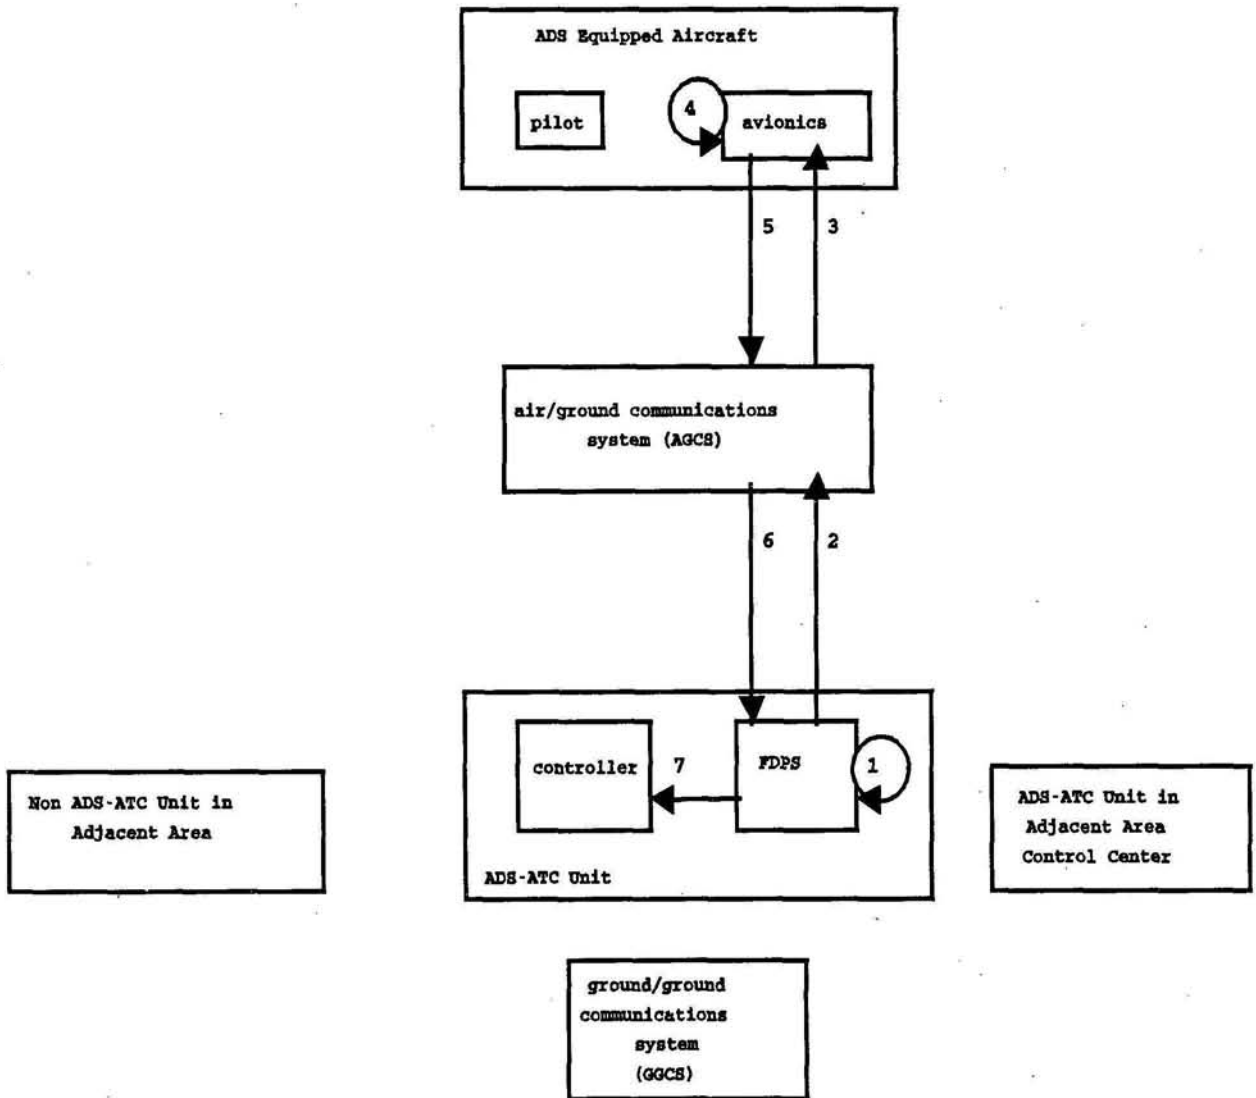 ADS Equipped Aircraft
pilot
4
avionics
5
3
air/ground communications
system (AGCS)
6
2
controller
7
FDPS
1
ADS-ATC Unit
Non ADS-ATC Unit in
Adjacent Area
ADS-ATC Unit in
Adjacent Area
Control Center
ground/ground
communications
system
(GGCS)